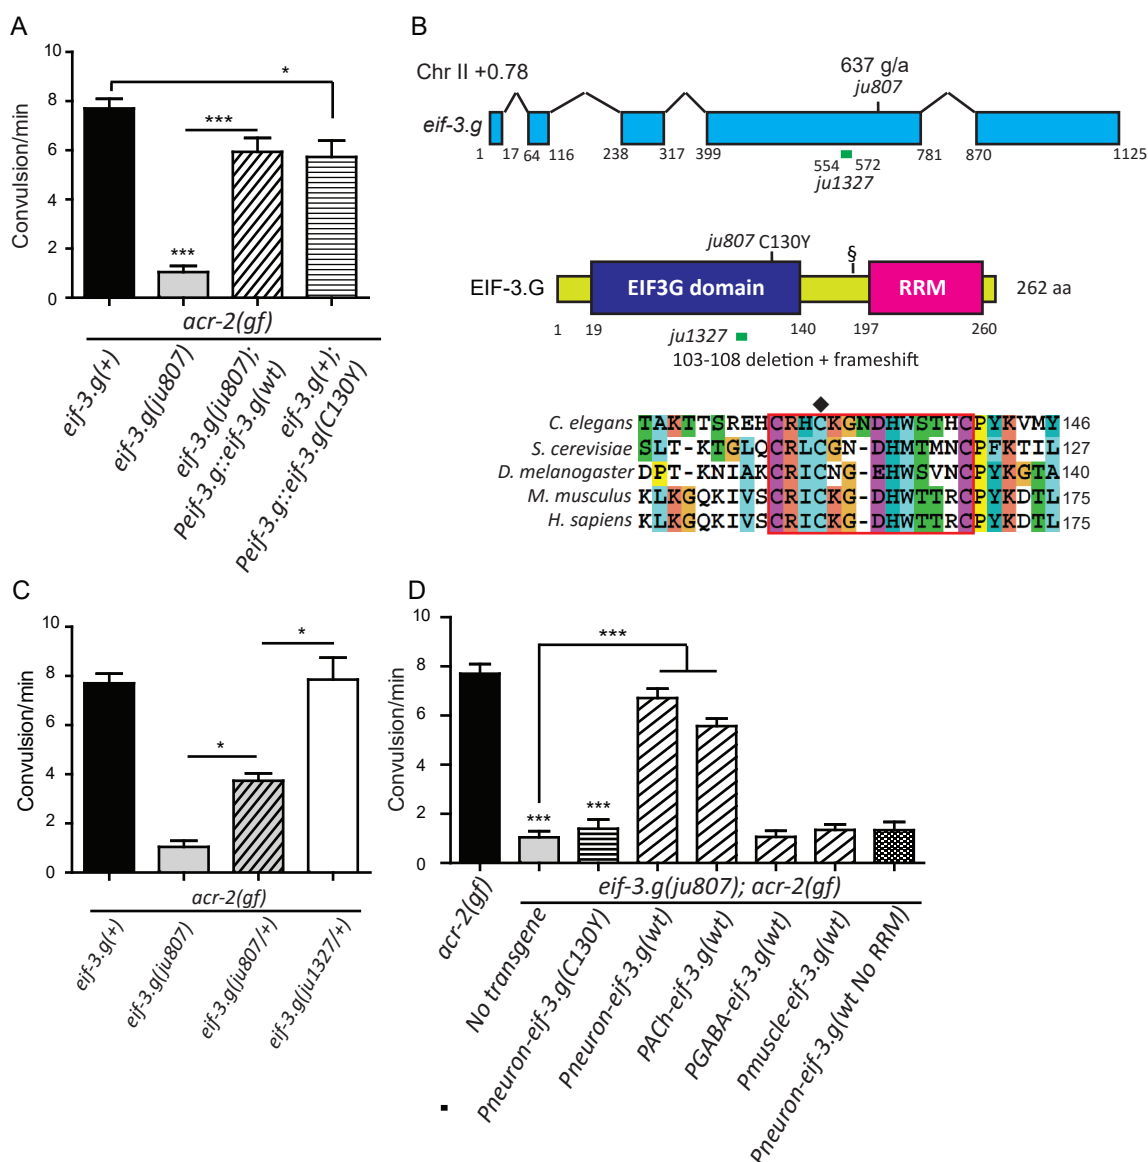 A
Convulsion/min
10
8
6
4
2
0
***
***
*
acr-2(gf)
eif-3.g(+)
eif-3.g(ju807)
eif-3.g(ju807);
Peif-3.g::eif-3.g(wt)
eif-3.g(+);
Peif-3.g::eif-3.g(C130Y)
B
Chr II +0.78
637 g/a
ju807
eif-3.g
1 17 64 116 238 317 399 554 572 781 870 1125
ju1327
ju807 C130Y
§
EIF-3.G EIF3G domain RRM 262 aa
1 19 140 197 260
ju1327
103-108 deletion + frameshift
C. elegans TAKTTSREHCRHCKGNDHWSTHCPYKVMY 146
S. cerevisiae SLT-KTGLQCRLCGN-DHWTMNCPFKTIL 127
D. melanogaster DPT-KNIAKCRICNG-EHWSVNCPYKGTA 140
M. musculus KLKGQKIVSCRICKG-DHWTTRCPYKDTL 175
H. sapiens KLKGQKIVSCRICKG-DHWTTRCPYKDTL 175
C
Convulsion/min
10
8
6
4
2
0
*
*
acr-2(gf)
eif-3.g(+)
eif-3.g(ju807)
eif-3.g(ju807/+)
eif-3.g(ju1327/+)
D
Convulsion/min
10
8
6
4
2
0
***
***
***
eif-3.g(ju807); acr-2(gf)
acr-2(gf)
No transgene
Pneuron-eif-3.g(C130Y)
Pneuron-eif-3.g(wt)
PACh-eif-3.g(wt)
PGABA-eif-3.g(wt)
Pmuscle-eif-3.g(wt)
Pneuron-eif-3.g(wt No RRM)